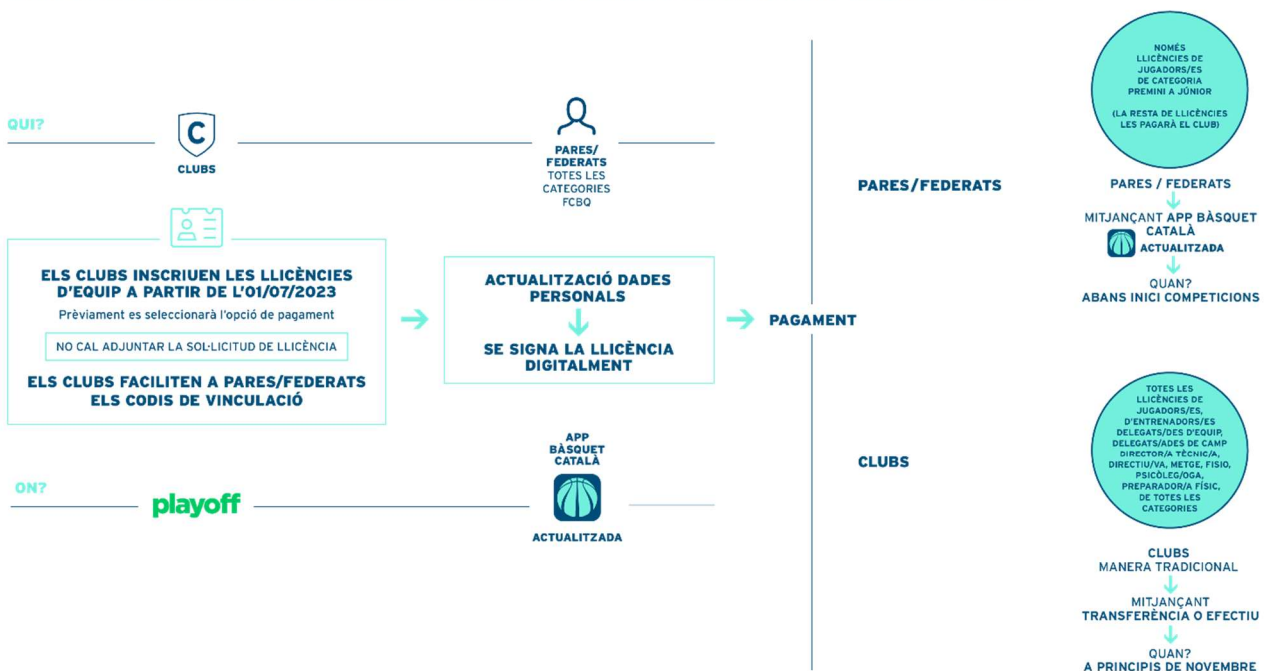 QUI?
C
CLUBS
PARES/
FEDERATS
TOTES LES
CATEGORIES
FCBQ
ELS CLUBS INSCRIUEN LES LLICÈNCIES
D'EQUIP A PARTIR DE L'01/07/2023
Prèviament es seleccionarà l'opció de pagament
NO CAL ADJUNTAR LA SOL·LICITUD DE LLICÈNCIA
ELS CLUBS FACILITEN A PARES/FEDERATS
ELS CODIS DE VINCULACIÓ
ACTUALITZACIÓ DADES
PERSONALS
SE SIGNA LA LLICÈNCIA
DIGITALMENT
PAGAMENT
ON?
playoff
APP
BÀSQUET
CATALÀ
ACTUALITZADA
PARES/FEDERATS
NOMÉS
LLICÈNCIES DE
JUGADORS/ES
DE CATEGORIA
PREMINI A JÚNIOR
(LA RESTA DE LLICÈNCIES
LES PAGARÀ EL CLUB)
PARES / FEDERATS
MITJANÇANT APP BÀSQUET
CATALÀ
ACTUALITZADA
QUAN?
ABANS INICI COMPETICIONS
CLUBS
TOTES LES
LLICÈNCIES DE
JUGADORS/ES,
D'ENTRENADORS/ES
DELEGATS/DES D'EQUIP,
DELEGATS/ADES DE CAMP
DIRECTOR/A TÈCNIC/A,
DIRECTIU/VA, METGE, FISIO,
PSICÒLEG/OGA,
PREPARADOR/A FÍSIC,
DE TOTES LES
CATEGORIES
CLUBS
MANERA TRADICIONAL
MITJANÇANT
TRANSFERÈNCIA O EFECTIU
QUAN?
A PRINCIPIS DE NOVEMBRE